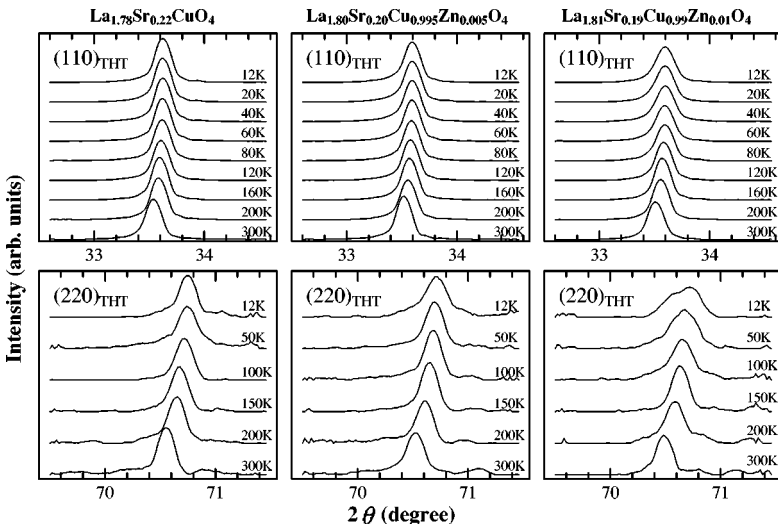 La1.78Sr0.22CuO4 La1.80Sr0.20Cu0.995Zn0.005O4 La1.81Sr0.19Cu0.99Zn0.01O4
(110)THT (110)THT (110)THT
12K 12K 12K
20K 20K 20K
40K 40K 40K
60K 60K 60K
80K 80K 80K
120K 120K 120K
160K 160K 160K
200K 200K 200K
300K 300K 300K
33 34 33 34 33 34
Intensity (arb. units)
(220)THT (220)THT (220)THT
12K 12K 12K
50K 50K 50K
100K 100K 100K
150K 150K 150K
200K 200K 200K
300K 300K 300K
70 71 70 71 70 71
2θ (degree)